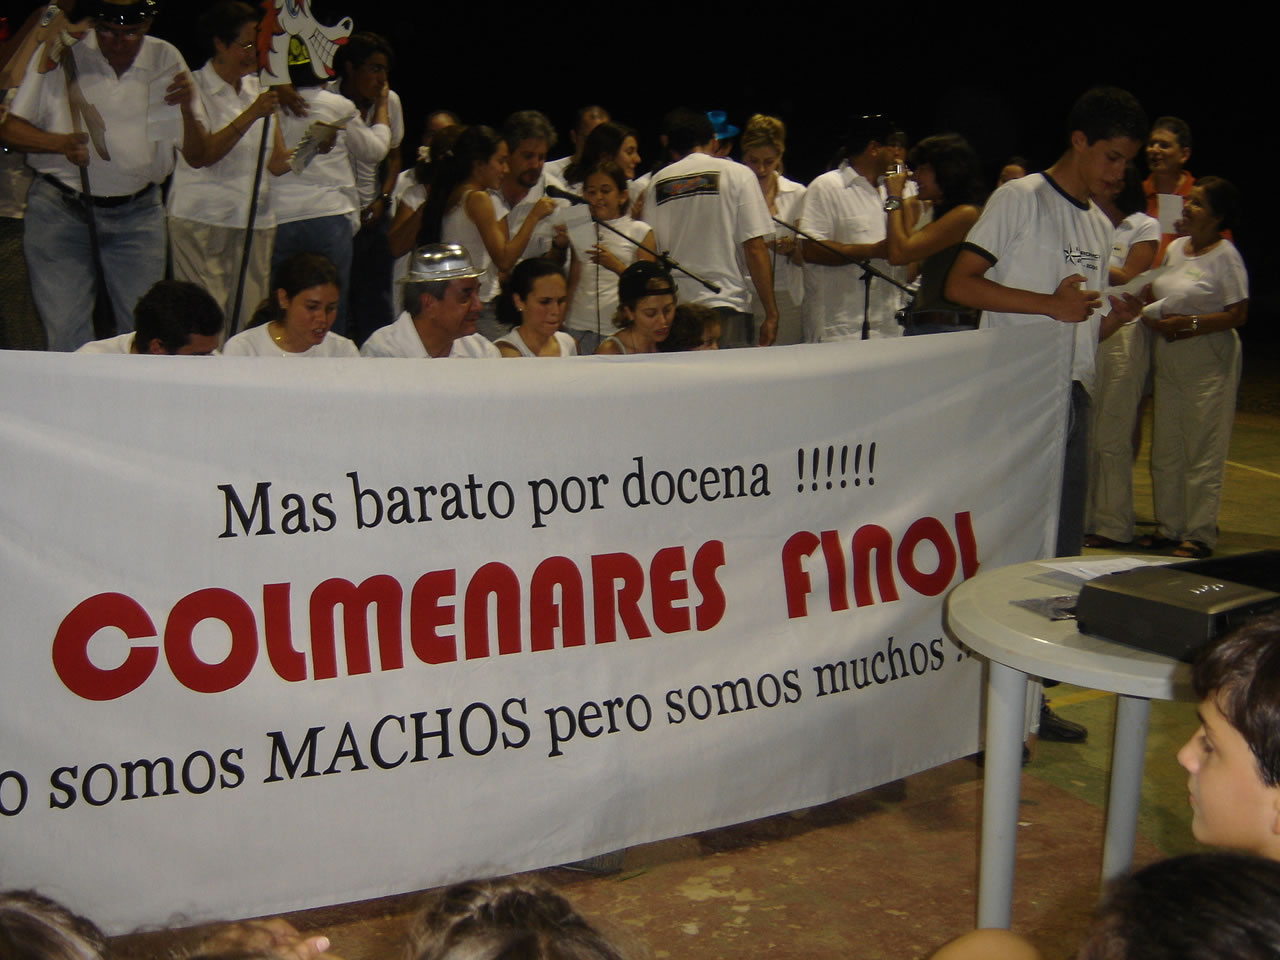 Mas barato por docena !!!!!!
COLMENARES FINOL
o somos MACHOS pero somos muchos !!